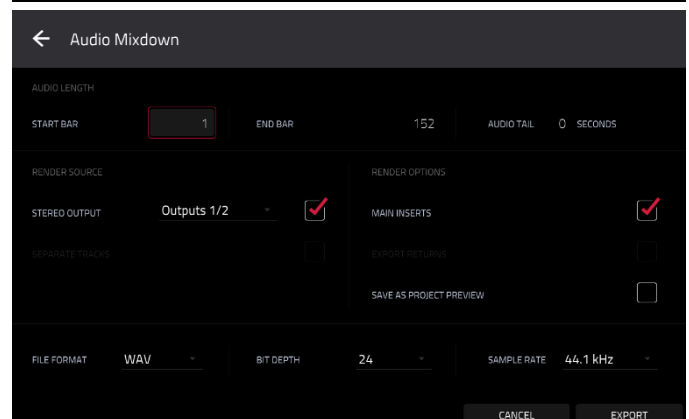 Audio Mixdown
AUDIO LENGTH
START BAR 1 END BAR 152 AUDIO TAIL 0 SECONDS
RENDER SOURCE RENDER OPTIONS
STEREO OUTPUT Outputs 1/2 MAIN INSERTS
SEPARATE TRACKS EXPORT RETURNS
SAVE AS PROJECT PREVIEW
FILE FORMAT WAV BIT DEPTH 24 SAMPLE RATE 44.1 kHz
CANCEL EXPORT